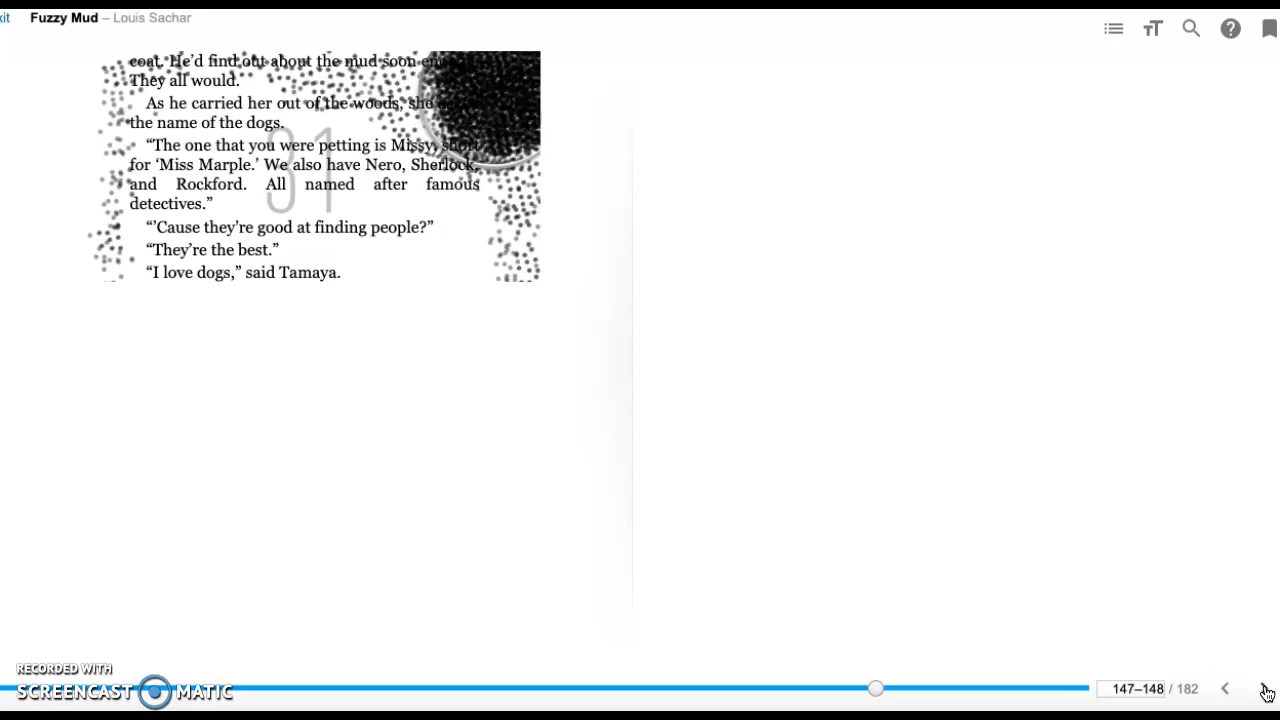 xit Fuzzy Mud – Louis Sachar
coat. He’d find out about the mud soon
They all would.
As he carried her out of the woods, she
the name of the dogs.
“The one that you were petting is Missy, short
for ‘Miss Marple.’ We also have Nero, Sherlock,
and Rockford. All named after famous
detectives.”
“’Cause they’re good at finding people?”
“They’re the best.”
“I love dogs,” said Tamaya.
31
RECORDED WITH
SCREENCAST MATIC
147–148 / 182